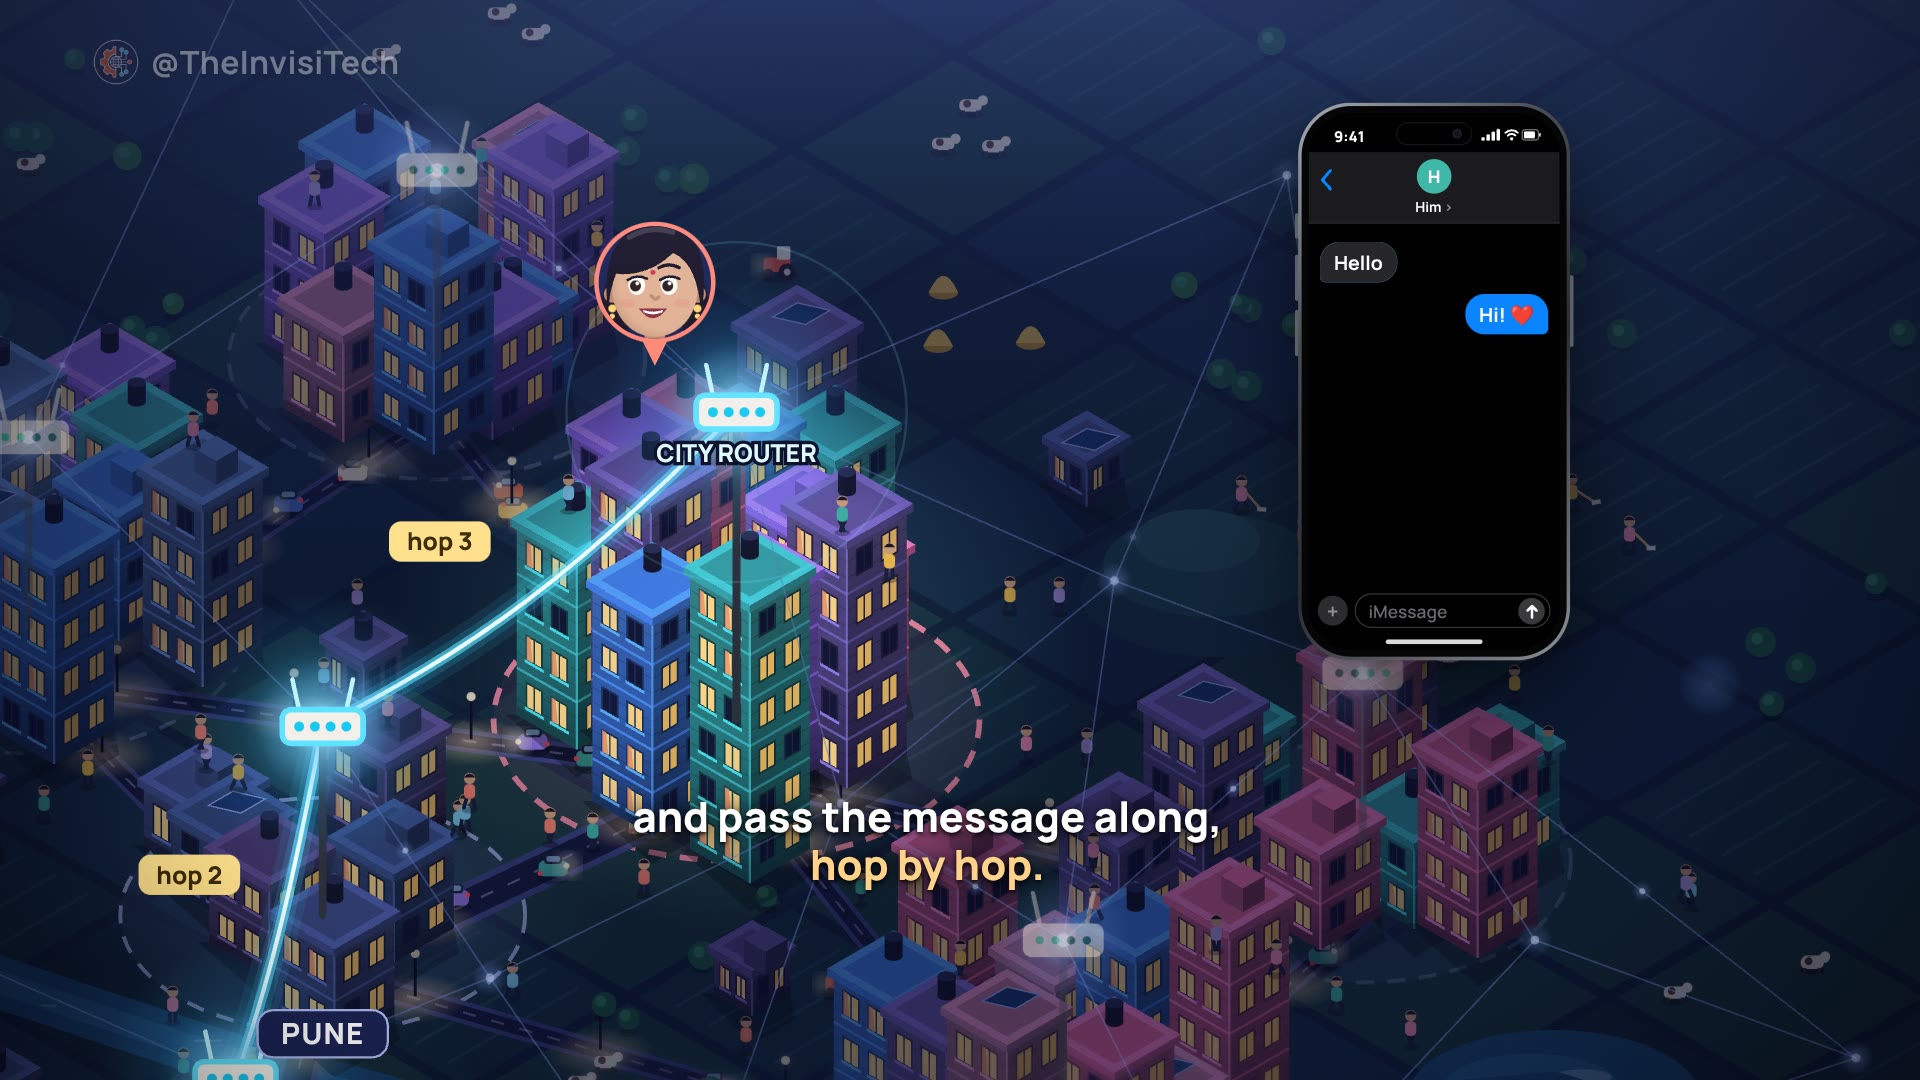 @TheInvisiTech
9:41
H
Him ›
Hello
Hi! ❤️
CITY ROUTER
hop 3
iMessage
and pass the message along,
hop by hop.
hop 2
PUNE